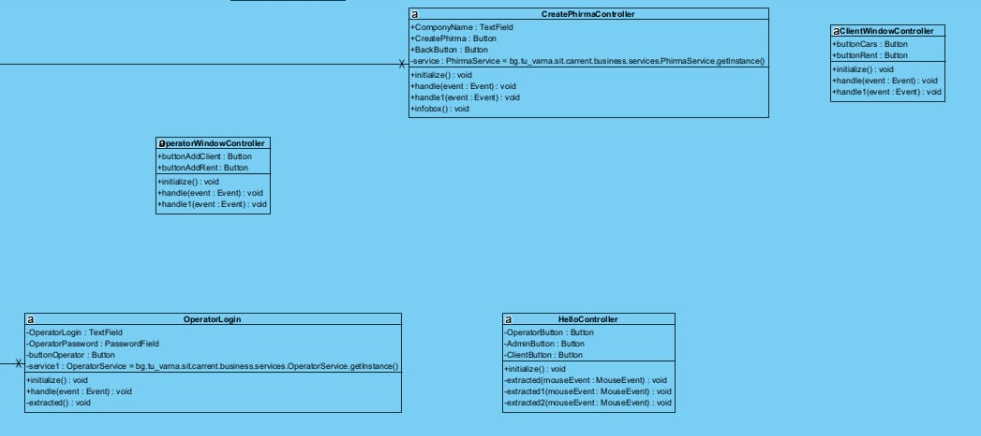 CreatePhirmaController
+ComponyName : TextField
+CreatePhirma : Button
+BackButton : Button
-service : PhirmaService = bg.tu_varna.sit.carrent.business.services.PhirmaService.getInstance()
+initialize() : void
+handle(event : Event) : void
+handle1(event : Event) : void
+infobox() : void
ClientWindowController
+buttonCars : Button
+buttonRent : Button
+initialize() : void
+handle(event : Event) : void
+handle1(event : Event) : void
OperatorWindowController
+buttonAddClient : Button
+buttonAddRent : Button
+initialize() : void
+handle(event : Event) : void
+handle1(event : Event) : void
OperatorLogin
-OperatorLogin : TextField
-OperatorPassword : PasswordField
-buttonOperator : Button
-service1 : OperatorService = bg.tu_varna.sit.carrent.business.services.OperatorService.getInstance()
+initialize() : void
+handle(event : Event) : void
-extracted() : void
HelloController
-OperatorButton : Button
-AdminButton : Button
-ClientButton : Button
+initialize() : void
-extracted(mouseEvent : MouseEvent) : void
-extracted1(mouseEvent : MouseEvent) : void
-extracted2(mouseEvent : MouseEvent) : void